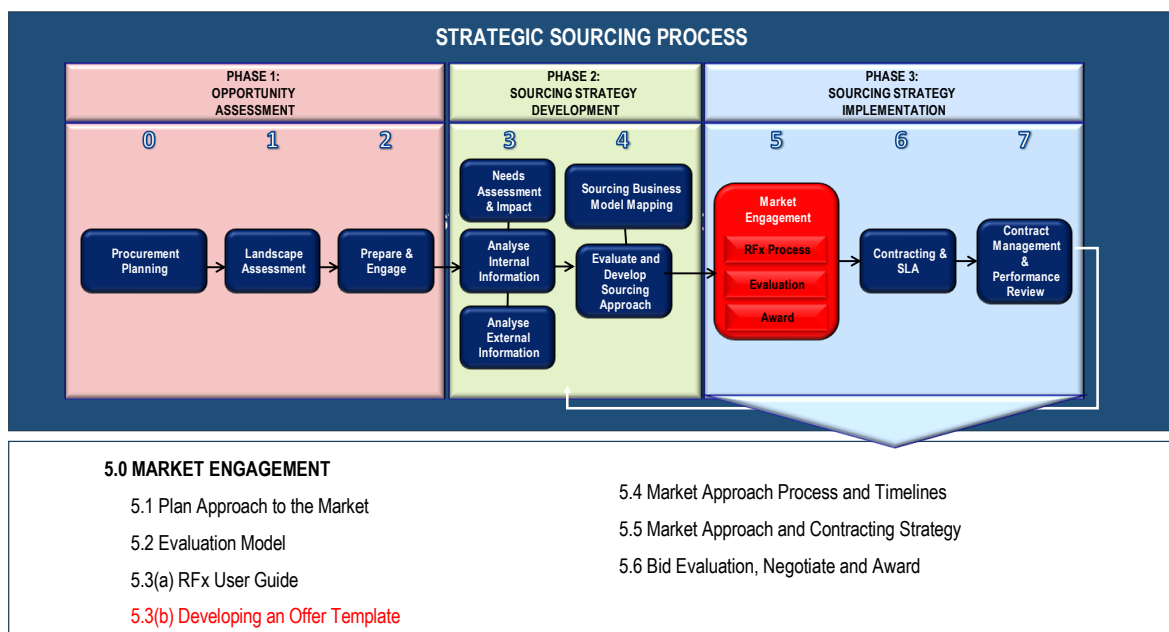 STRATEGIC SOURCING PROCESS
PHASE 1:
OPPORTUNITY
ASSESSMENT
PHASE 2:
SOURCING STRATEGY
DEVELOPMENT
PHASE 3:
SOURCING STRATEGY
IMPLEMENTATION
0
1
2
3
4
5
6
7
Procurement
Planning
Landscape
Assessment
Prepare &
Engage
Needs
Assessment
& Impact
Analyse
Internal
Information
Analyse
External
Information
Sourcing Business
Model Mapping
Evaluate and
Develop
Sourcing
Approach
Market
Engagement
RFx Process
Evaluation
Award
Contracting &
SLA
Contract
Management
&
Performance
Review
5.0 MARKET ENGAGEMENT
5.1 Plan Approach to the Market
5.2 Evaluation Model
5.3(a) RFx User Guide
5.3(b) Developing an Offer Template
5.4 Market Approach Process and Timelines
5.5 Market Approach and Contracting Strategy
5.6 Bid Evaluation, Negotiate and Award